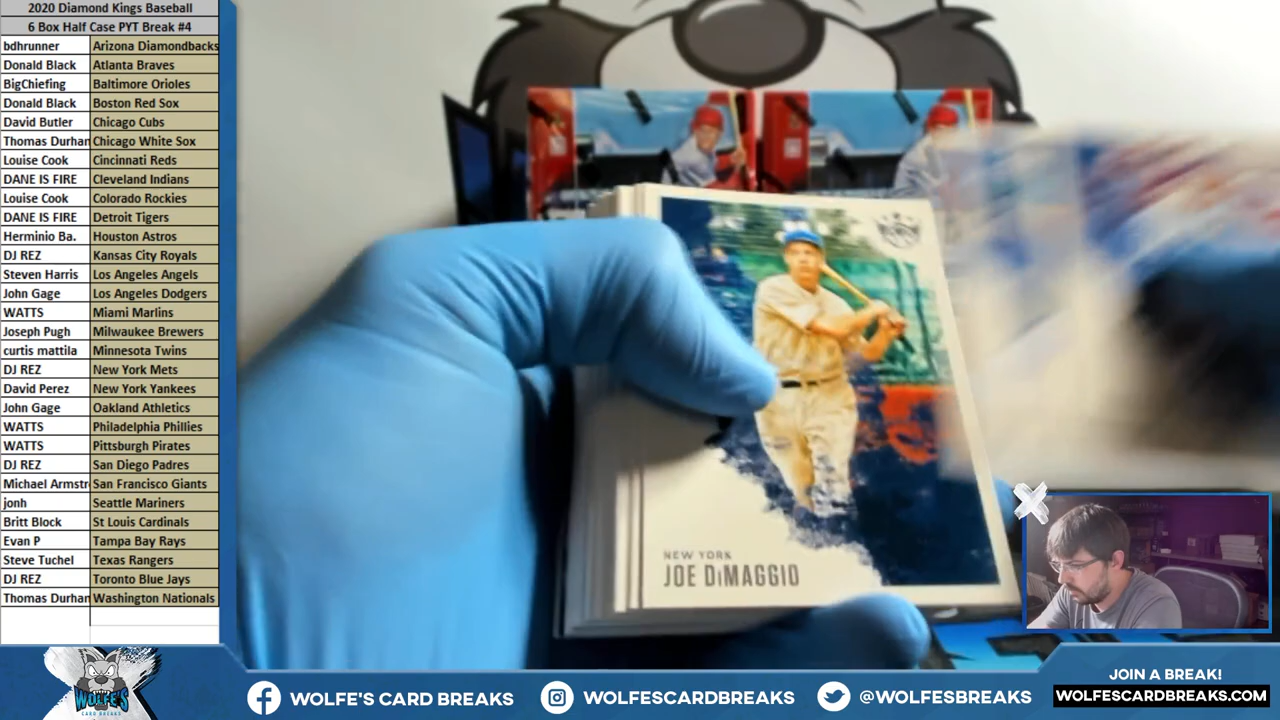 2020 Diamond Kings Baseball
6 Box Half Case PYT Break #4
bdhrunner Arizona Diamondbacks
Donald Black Atlanta Braves
BigChiefing Baltimore Orioles
Donald Black Boston Red Sox
David Butler Chicago Cubs
Thomas Durhan Chicago White Sox
Louise Cook Cincinnati Reds
DANE IS FIRE Cleveland Indians
Louise Cook Colorado Rockies
DANE IS FIRE Detroit Tigers
Herminio Ba. Houston Astros
DJ REZ Kansas City Royals
Steven Harris Los Angeles Angels
John Gage Los Angeles Dodgers
WATTS Miami Marlins
Joseph Pugh Milwaukee Brewers
curtis mattila Minnesota Twins
DJ REZ New York Mets
David Perez New York Yankees
John Gage Oakland Athletics
WATTS Philadelphia Phillies
WATTS Pittsburgh Pirates
DJ REZ San Diego Padres
Michael Armstr San Francisco Giants
jonh Seattle Mariners
Britt Block St Louis Cardinals
Evan P Tampa Bay Rays
Steve Tuchel Texas Rangers
DJ REZ Toronto Blue Jays
Thomas Durhan Washington Nationals
NEW YORK
JOE DiMAGGIO
WOLFE'S
CARD BREAKS
WOLFE'S CARD BREAKS
WOLFESCARDBREAKS
@WOLFESBREAKS
JOIN A BREAK!
WOLFESCARDBREAKS.COM